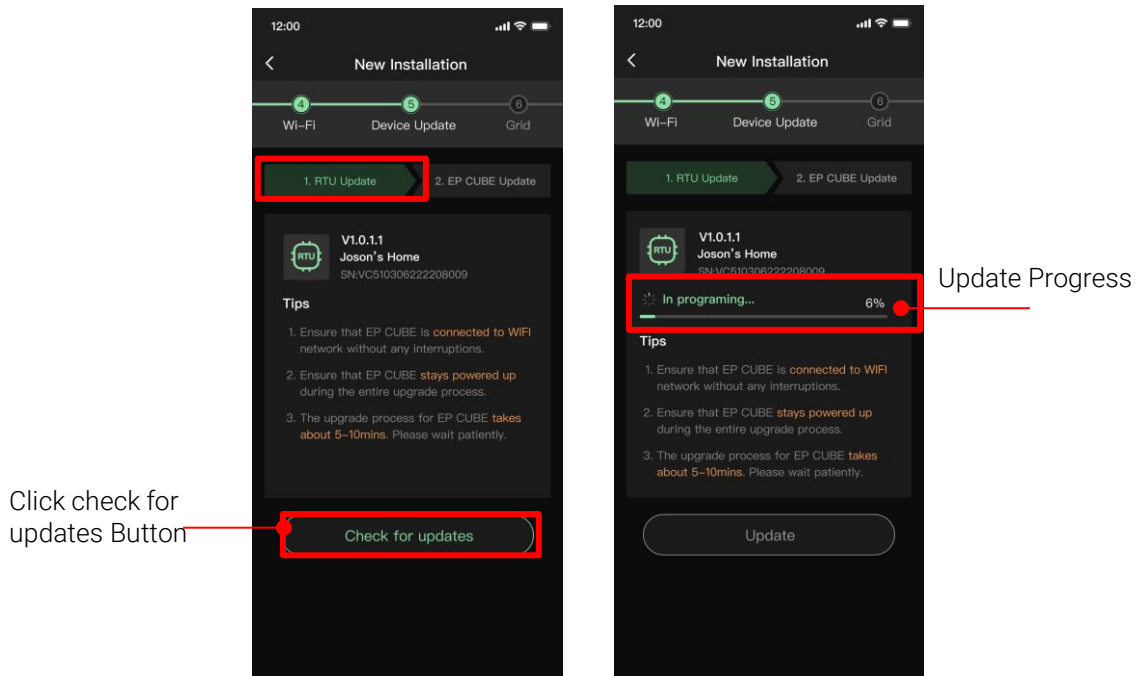 12:00
New Installation
4
5
6
Wi-Fi
Device Update
Grid
1. RTU Update
2. EP CUBE Update
RTU
V1.0.1.1
Joson's Home
SN:VC510306222208009
Tips
1. Ensure that EP CUBE is connected to WIFI
network without any interruptions.
2. Ensure that EP CUBE stays powered up
during the entire upgrade process.
3. The upgrade process for EP CUBE takes
about 5-10mins. Please wait patiently.
Click check for
updates Button
Check for updates
12:00
New Installation
4
5
6
Wi-Fi
Device Update
Grid
1. RTU Update
2. EP CUBE Update
RTU
V1.0.1.1
Joson's Home
SN:VC510306222208009
In programing...
6%
Update Progress
Tips
1. Ensure that EP CUBE is connected to WIFI
network without any interruptions.
2. Ensure that EP CUBE stays powered up
during the entire upgrade process.
3. The upgrade process for EP CUBE takes
about 5-10mins. Please wait patiently.
Update